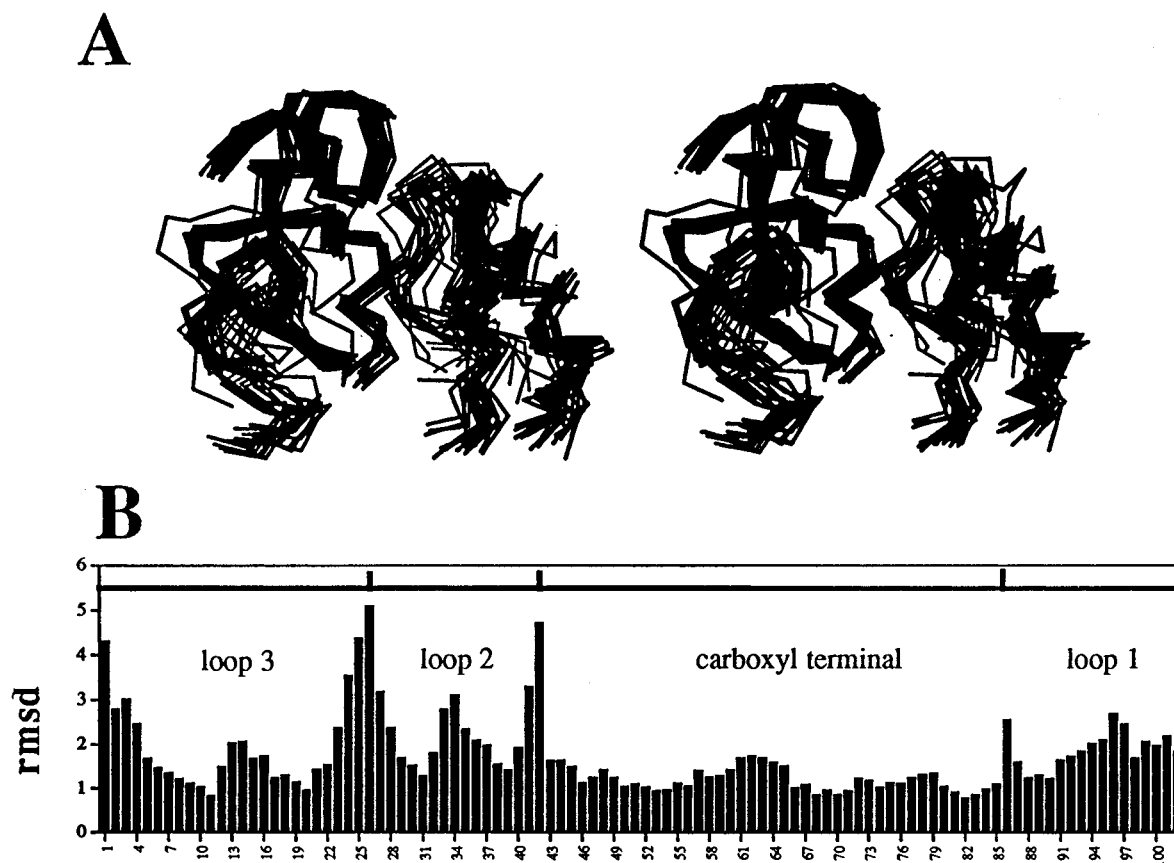 A
B
6
5
4
3
2
1
0
rmsd
loop 3
loop 2
carboxyl terminal
loop 1
1 4 7 10 13 16 19 22 25 28 31 34 37 40 43 46 49 52 55 58 61 64 67 70 73 76 79 82 85 88 91 94 97 00